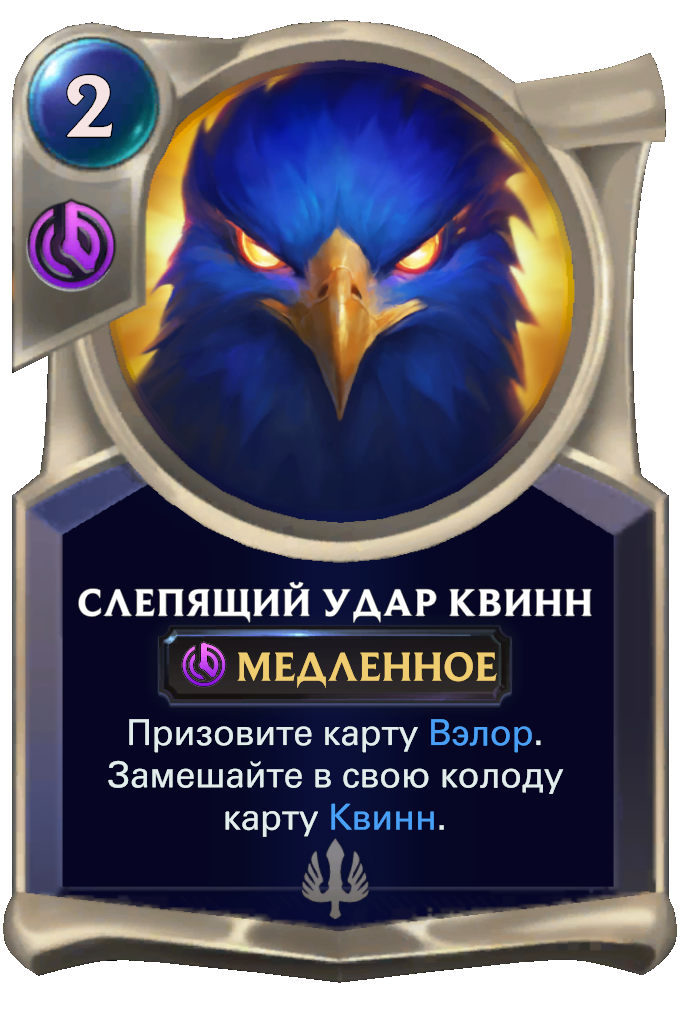 2
СЛЕПЯЩИЙ УДАР КВИНН
МЕДЛЕННОЕ
Призовите карту Вэлор.
Замешайте в свою колоду
карту Квинн.